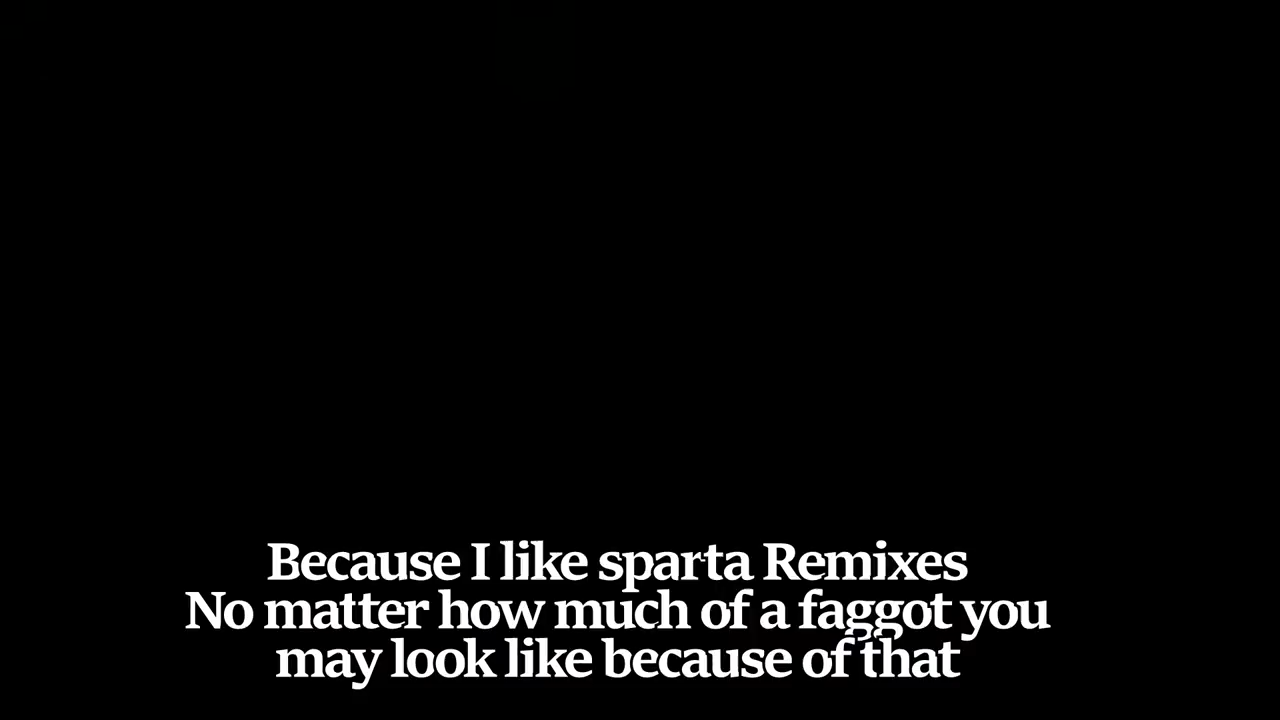 Because I like sparta Remixes
No matter how much of a faggot you
may look like because of that